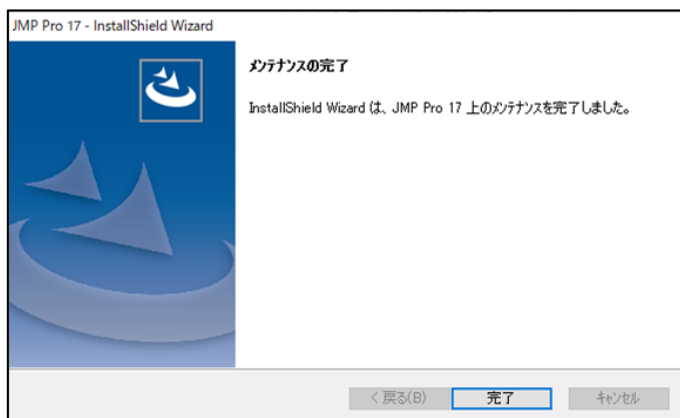 JMP Pro 17 - InstallShield Wizard
メンテナンスの完了
InstallShield Wizard は、JMP Pro 17 上のメンテナンスを完了しました。
< 戻る(B)
完了
キャンセル